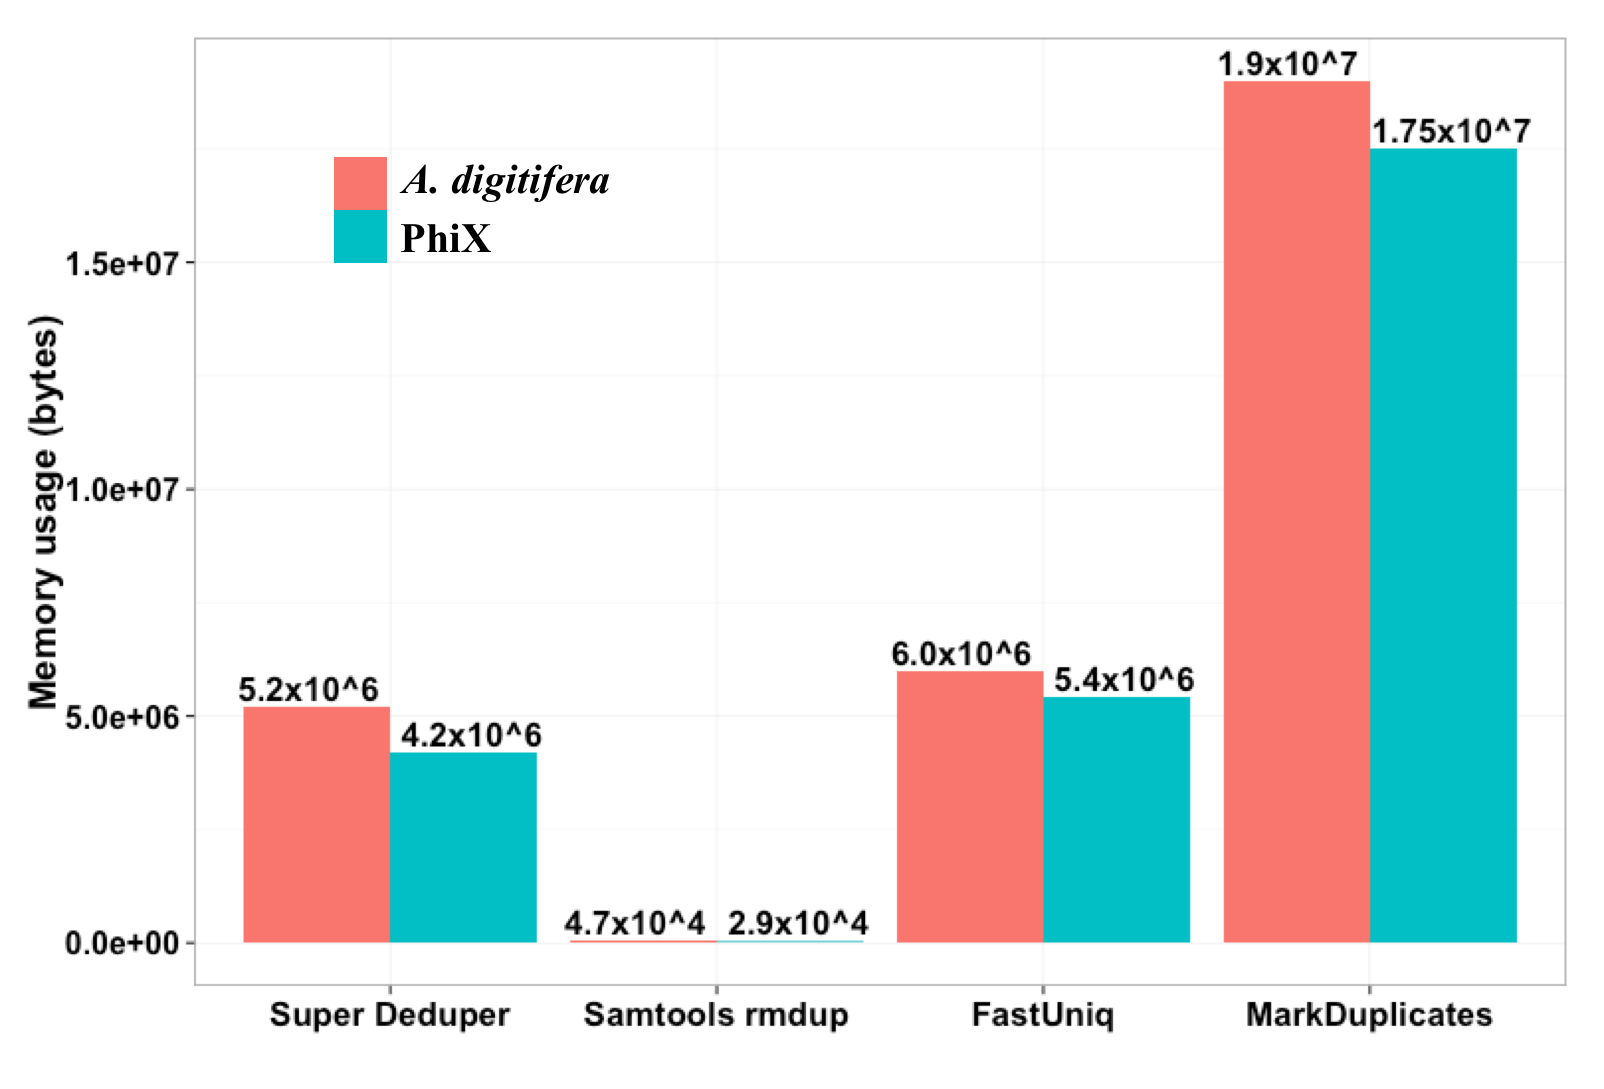 1.9x10^7
1.75x10^7
A. digitifera
PhiX
1.5e+07
Memory usage (bytes)
1.0e+07
6.0x10^6
5.4x10^6
5.2x10^6
5.0e+06
4.2x10^6
4.7x10^4
2.9x10^4
0.0e+00
Super Deduper
Samtools rmdup
FastUniq
MarkDuplicates